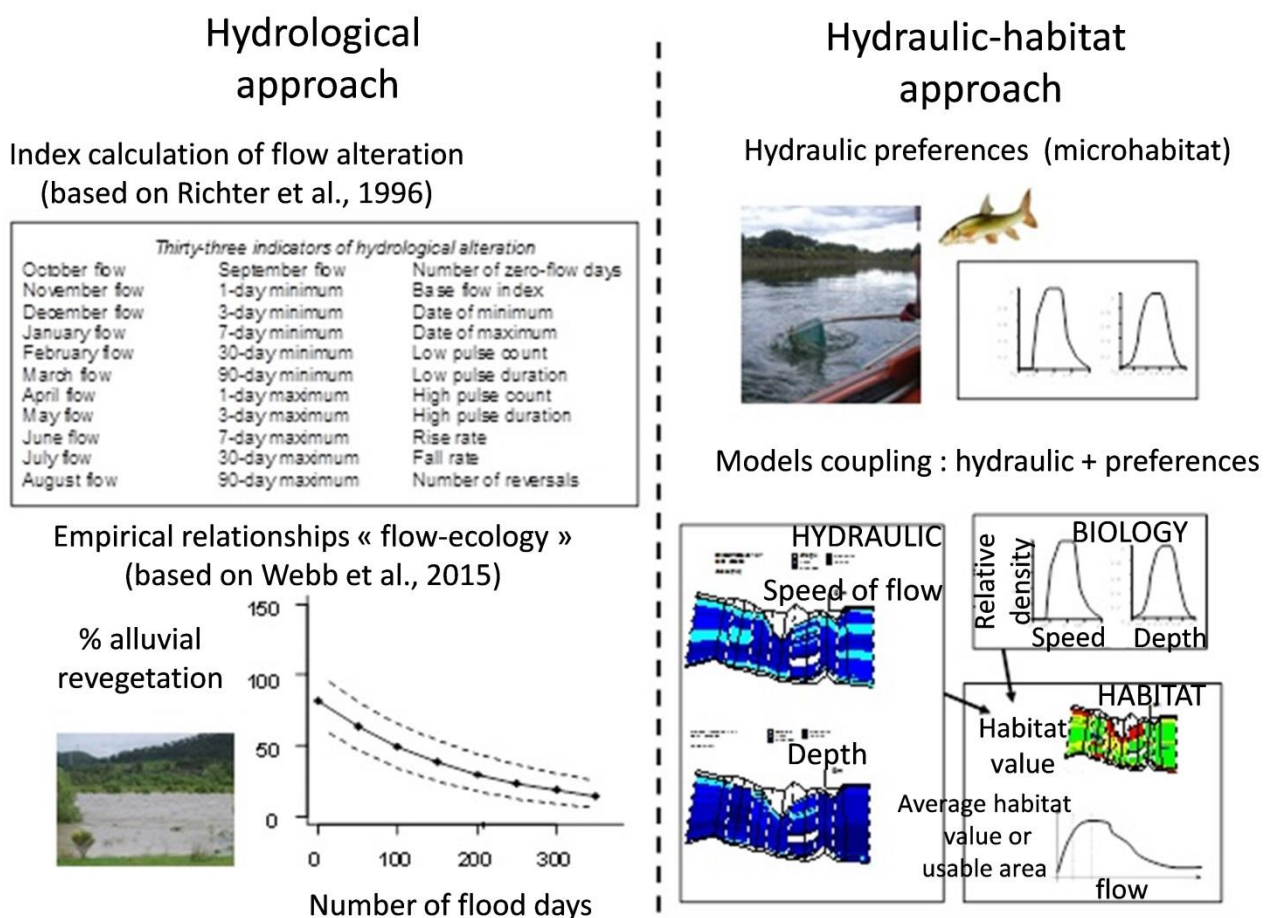 Hydrological
approach
Index calculation of flow alteration
(based on Richter et al., 1996)
Thirty-three indicators of hydrological alteration
October flow September flow Number of zero-flow days
November flow 1-day minimum Base flow index
December flow 3-day minimum Date of minimum
January flow 7-day minimum Date of maximum
February flow 30-day minimum Low pulse count
March flow 90-day minimum Low pulse duration
April flow 1-day maximum High pulse count
May flow 3-day maximum High pulse duration
June flow 7-day maximum Rise rate
July flow 30-day maximum Fall rate
August flow 90-day maximum Number of reversals
Empirical relationships « flow-ecology »
(based on Webb et al., 2015)
% alluvial
revegetation
150
100
50
0
0 100 200 300
Number of flood days
Hydraulic-habitat
approach
Hydraulic preferences (microhabitat)
Models coupling : hydraulic + preferences
HYDRAULIC
Speed of flow
Depth
BIOLOGY
Relative
density
Speed Depth
HABITAT
Habitat
value
Average habitat
value or
usable area
flow